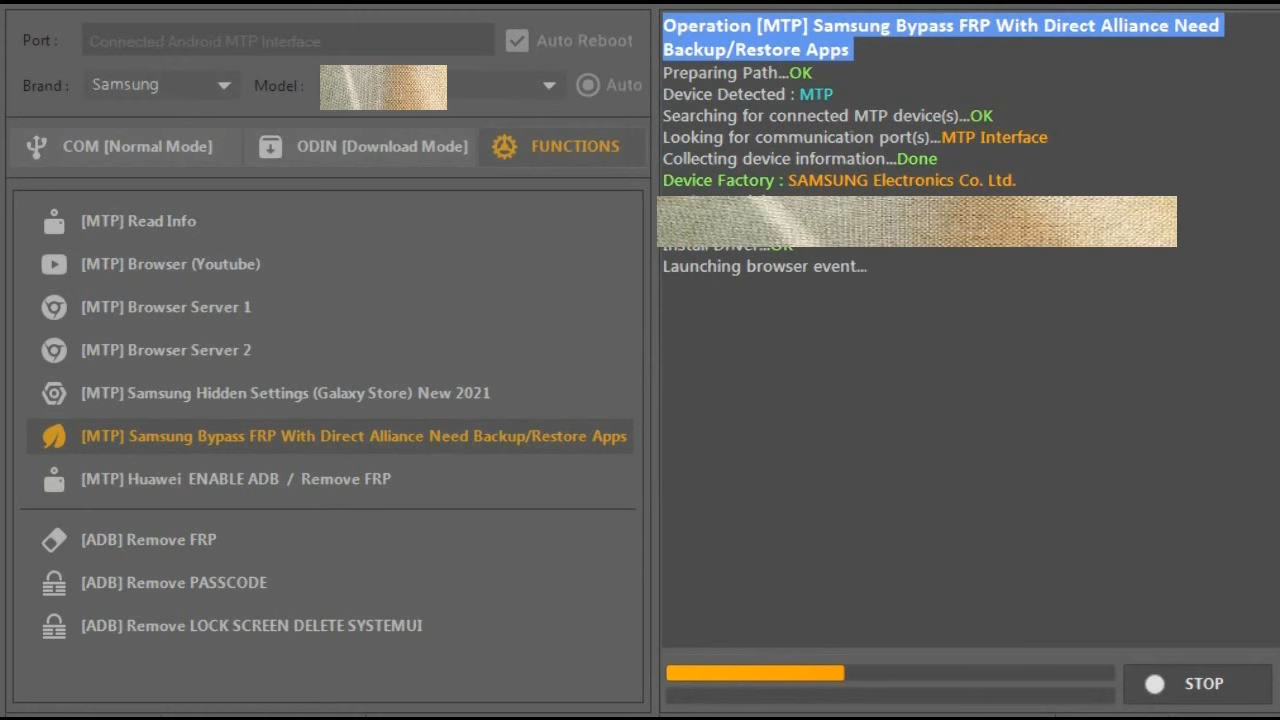 Port :
Connected Android MTP Interface
Auto Reboot
Brand :
Samsung
Model :
Auto
COM [Normal Mode]
ODIN [Download Mode]
FUNCTIONS
[MTP] Read Info
[MTP] Browser (Youtube)
[MTP] Browser Server 1
[MTP] Browser Server 2
[MTP] Samsung Hidden Settings (Galaxy Store) New 2021
[MTP] Samsung Bypass FRP With Direct Alliance Need Backup/Restore Apps
[MTP] Huawei ENABLE ADB / Remove FRP
[ADB] Remove FRP
[ADB] Remove PASSCODE
[ADB] Remove LOCK SCREEN DELETE SYSTEMUI
Operation [MTP] Samsung Bypass FRP With Direct Alliance Need
Backup/Restore Apps
Preparing Path...OK
Device Detected : MTP
Searching for connected MTP device(s)...OK
Looking for communication port(s)...MTP Interface
Collecting device information...Done
Device Factory : SAMSUNG Electronics Co. Ltd.
Install Driver...OK
Launching browser event...
STOP